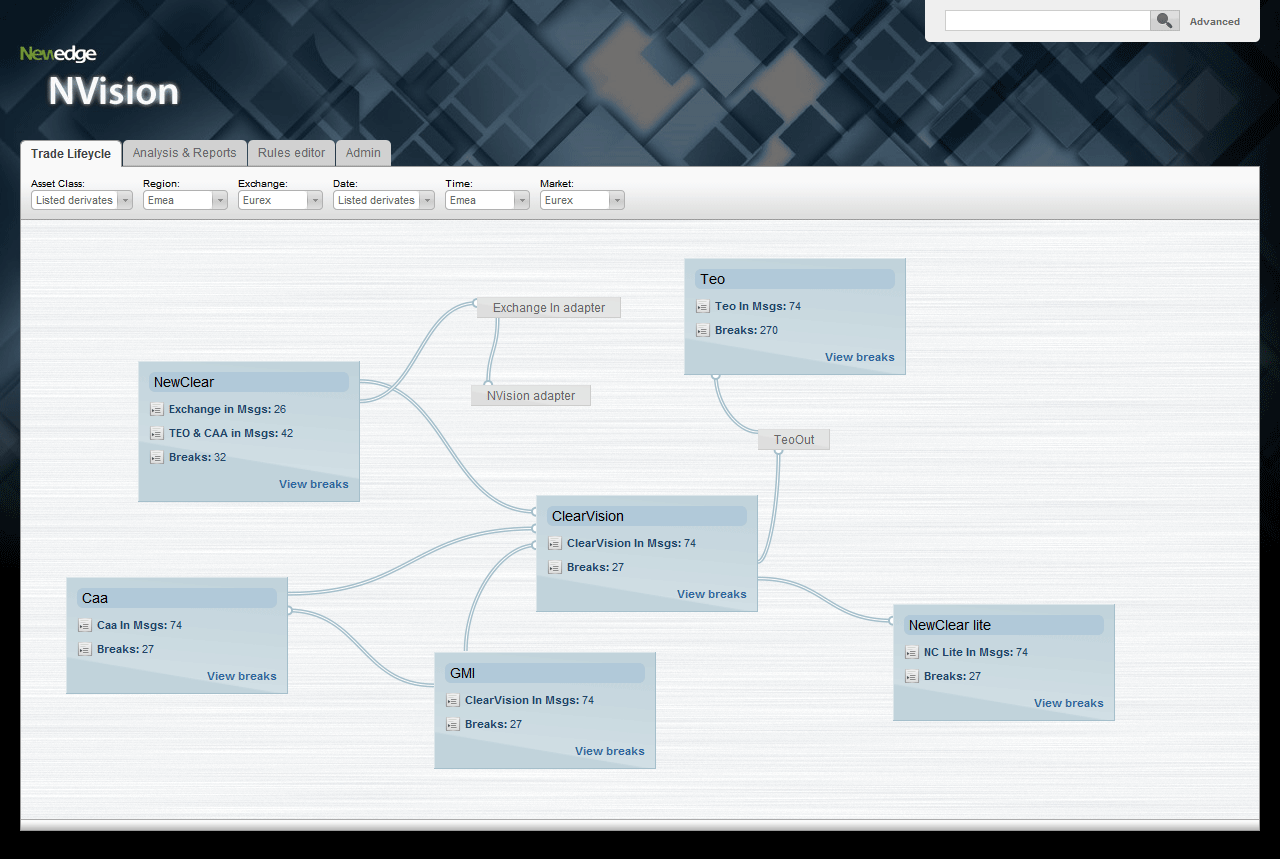 Advanced
Newedge
NVision
Trade Lifeycle
Analysis & Reports
Rules editor
Admin
Asset Class:
Region:
Exchange:
Date:
Time:
Market:
Listed derivates
Emea
Eurex
Listed derivates
Emea
Eurex
Teo
Teo In Msgs: 74
Breaks: 270
View breaks
Exchange In adapter
NVision adapter
NewClear
Exchange in Msgs: 26
TEO & CAA in Msgs: 42
Breaks: 32
View breaks
TeoOut
ClearVision
ClearVision In Msgs: 74
Breaks: 27
View breaks
Caa
Caa In Msgs: 74
Breaks: 27
View breaks
NewClear lite
NC Lite In Msgs: 74
Breaks: 27
View breaks
GMI
ClearVision In Msgs: 74
Breaks: 27
View breaks